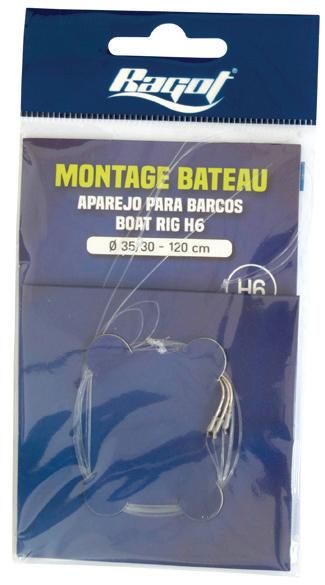 Ragot
MONTAGE BATEAU
APAREJO PARA BARCOS
BOAT RIG H6
Ø 35/30 - 120 cm
H6